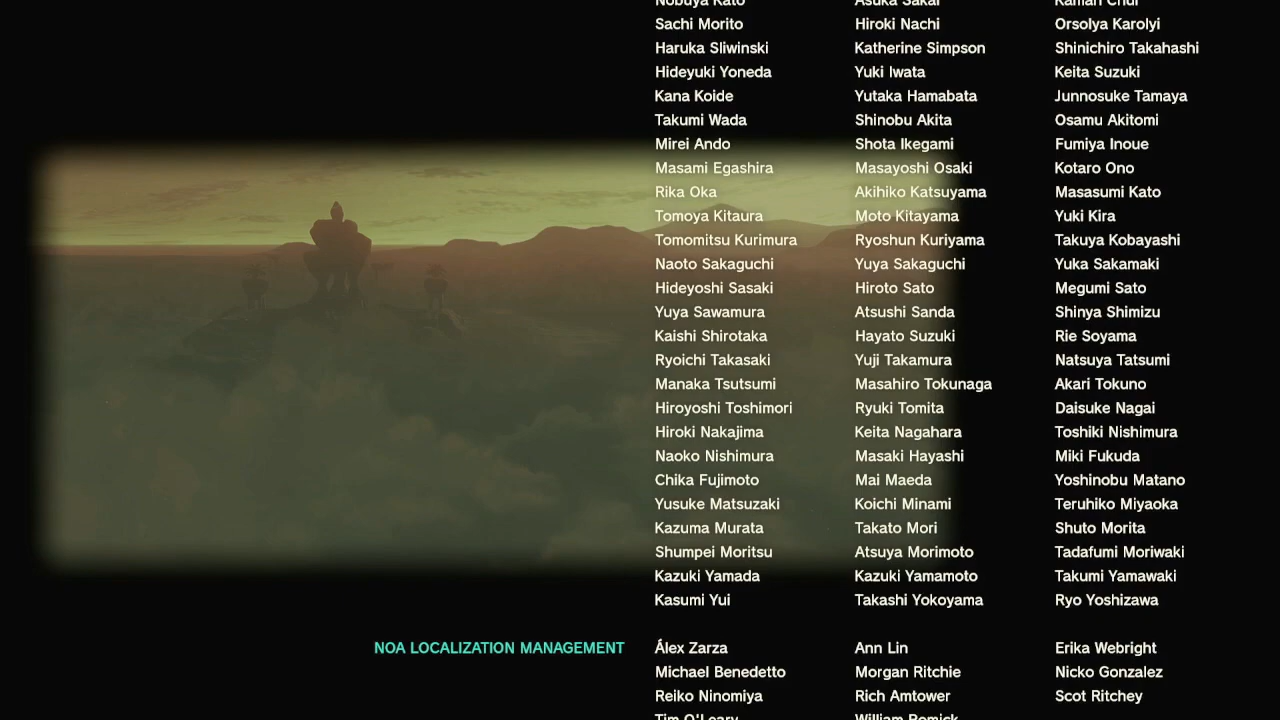 Nobuya Kato Asuka Sakai
Sachi Morito Hiroki Nachi Orsolya Karolyi
Haruka Sliwinski Katherine Simpson Shinichiro Takahashi
Hideyuki Yoneda Yuki Iwata Keita Suzuki
Kana Koide Yutaka Hamabata Junnosuke Tamaya
Takumi Wada Shinobu Akita Osamu Akitomi
Mirei Ando Shota Ikegami Fumiya Inoue
Masami Egashira Masayoshi Osaki Kotaro Ono
Rika Oka Akihiko Katsuyama Masasumi Kato
Tomoya Kitaura Moto Kitayama Yuki Kira
Tomomitsu Kurimura Ryoshun Kuriyama Takuya Kobayashi
Naoto Sakaguchi Yuya Sakaguchi Yuka Sakamaki
Hideyoshi Sasaki Hiroto Sato Megumi Sato
Yuya Sawamura Atsushi Sanda Shinya Shimizu
Kaishi Shirotaka Hayato Suzuki Rie Soyama
Ryoichi Takasaki Yuji Takamura Natsuya Tatsumi
Manaka Tsutsumi Masahiro Tokunaga Akari Tokuno
Hiroyoshi Toshimori Ryuki Tomita Daisuke Nagai
Hiroki Nakajima Keita Nagahara Toshiki Nishimura
Naoko Nishimura Masaki Hayashi Miki Fukuda
Chika Fujimoto Mai Maeda Yoshinobu Matano
Yusuke Matsuzaki Koichi Minami Teruhiko Miyaoka
Kazuma Murata Takato Mori Shuto Morita
Shumpei Moritsu Atsuya Morimoto Tadafumi Moriwaki
Kazuki Yamada Kazuki Yamamoto Takumi Yamawaki
Kasumi Yui Takashi Yokoyama Ryo Yoshizawa
NOA LOCALIZATION MANAGEMENT Álex Zarza Ann Lin Erika Webright
Michael Benedetto Morgan Ritchie Nicko Gonzalez
Reiko Ninomiya Rich Amtower Scot Ritchey
Tim O'Leary William Remick